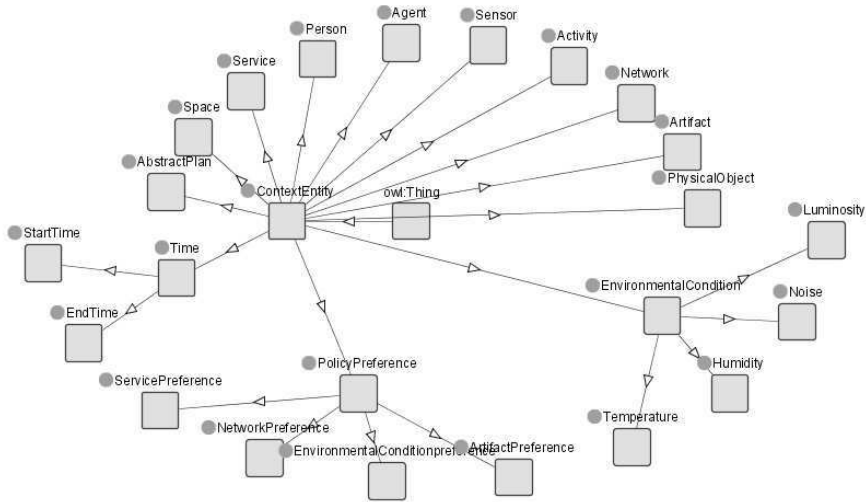 Agent
Sensor
Person
Activity
Service
Network
Space
Artifact
AbstractPlan
PhysicalObject
ContextEntity
owl:Thing
Luminosity
StartTime
Time
EnvironmentalCondition
Noise
EndTime
PolicyPreference
Humidity
ServicePreference
Temperature
NetworkPreference
EnvironmentalConditionpreference
ArtifactPreference